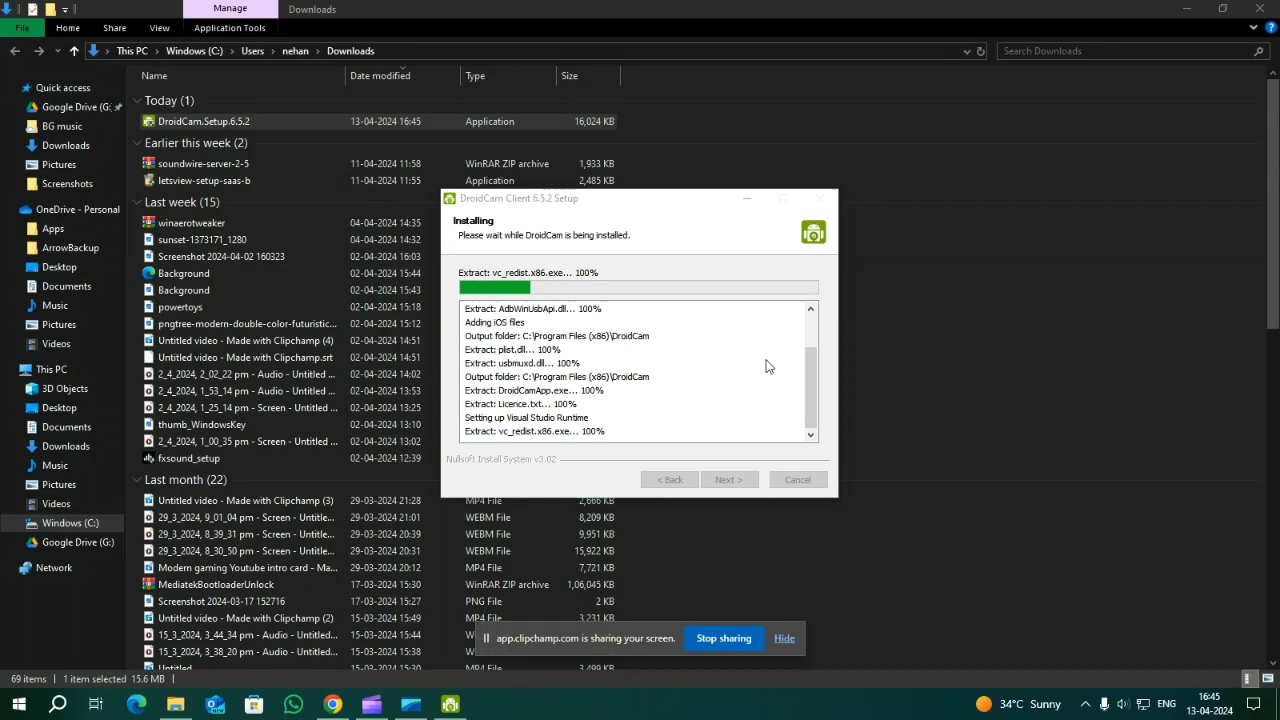 Manage
Downloads
File
Home
Share
View
Application Tools
This PC
Windows (C:)
Users
nehan
Downloads
Search Downloads
Name
Date modified
Type
Size
Quick access
Google Drive (G:
BG music
Downloads
Pictures
Screenshots
OneDrive - Personal
Apps
ArrowBackup
Desktop
Documents
Music
Pictures
Videos
This PC
3D Objects
Desktop
Documents
Downloads
Music
Pictures
Videos
Windows (C:)
Google Drive (G:)
Network
Today (1)
DroidCam.Setup.6.5.2 13-04-2024 16:45 Application 16,024 KB
Earlier this week (2)
soundwire-server-2-5 11-04-2024 11:58 WinRAR ZIP archive 1,933 KB
letsview-setup-saas-b 11-04-2024 11:55 Application 2,485 KB
Last week (15)
winaerotweaker 04-04-2024 14:35
sunset-1373171_1280 04-04-2024 14:32
Screenshot 2024-04-02 160323 02-04-2024 16:03
Background 02-04-2024 15:44
Background 02-04-2024 15:44
powertoys 02-04-2024 15:18
pngtree-modern-double-color-futuristic... 02-04-2024 15:12
Untitled video - Made with Clipchamp (4) 02-04-2024 14:51
Untitled video - Made with Clipchamp.srt 02-04-2024 14:51
2_4_2024, 2_02_22 pm - Audio - Untitled ... 02-04-2024 14:02
2_4_2024, 1_53_14 pm - Audio - Untitled ... 02-04-2024 13:53
2_4_2024, 1_25_14 pm - Screen - Untitled ... 02-04-2024 13:25
thumb_WindowsKey 02-04-2024 13:07
2_4_2024, 1_00_35 pm - Screen - Untitled ... 02-04-2024 13:02
fxsound_setup 02-04-2024 12:39
Last month (22)
Untitled video - Made with Clipchamp (3) 29-03-2024 21:28 MP4 File 2,666 KB
29_3_2024, 9_01_04 pm - Screen - Untitle... 29-03-2024 21:01 WEBM File 8,209 KB
29_3_2024, 8_39_31 pm - Screen - Untitle... 29-03-2024 20:39 WEBM File 9,951 KB
29_3_2024, 8_30_50 pm - Screen - Untitle... 29-03-2024 20:31 WEBM File 15,922 KB
Modern gaming Youtube intro card - Ma... 29-03-2024 20:12 MP4 File 7,721 KB
MediatekBootloaderUnlock 17-03-2024 15:30 WinRAR ZIP archive 1,06,045 KB
Screenshot 2024-03-17 152716 17-03-2024 15:27 PNG File 2 KB
Untitled video - Made with Clipchamp (2) 15-03-2024 15:49 MP4 File 3,231 KB
15_3_2024, 3_44_34 pm - Audio - Untitled... 15-03-2024 15:44
15_3_2024, 3_38_20 pm - Screen - Untitle... 15-03-2024 15:38
Untitled 15-03-2024 15:38 MP4 File 3,499 KB
DroidCam Client 6.5.2 Setup
Installing
Please wait while DroidCam is being installed.
Extract: vc_redist.x86.exe... 100%
Extract: AdbWinUsbApi.dll... 100%
Adding iOS files
Output folder: C:\Program Files (x86)\DroidCam
Extract: plist.dll... 100%
Extract: usbmuxd.dll... 100%
Output folder: C:\Program Files (x86)\DroidCam
Extract: DroidCamApp.exe... 100%
Extract: Licence.txt... 100%
Setting up Visual Studio Runtime
Extract: vc_redist.x86.exe... 100%
Nullsoft Install System v3.02
< Back
Next >
Cancel
app.clipchamp.com is sharing your screen.
Stop sharing
Hide
69 items
1 item selected 15.6 MB
34°C Sunny
ENG
16:45
13-04-2024